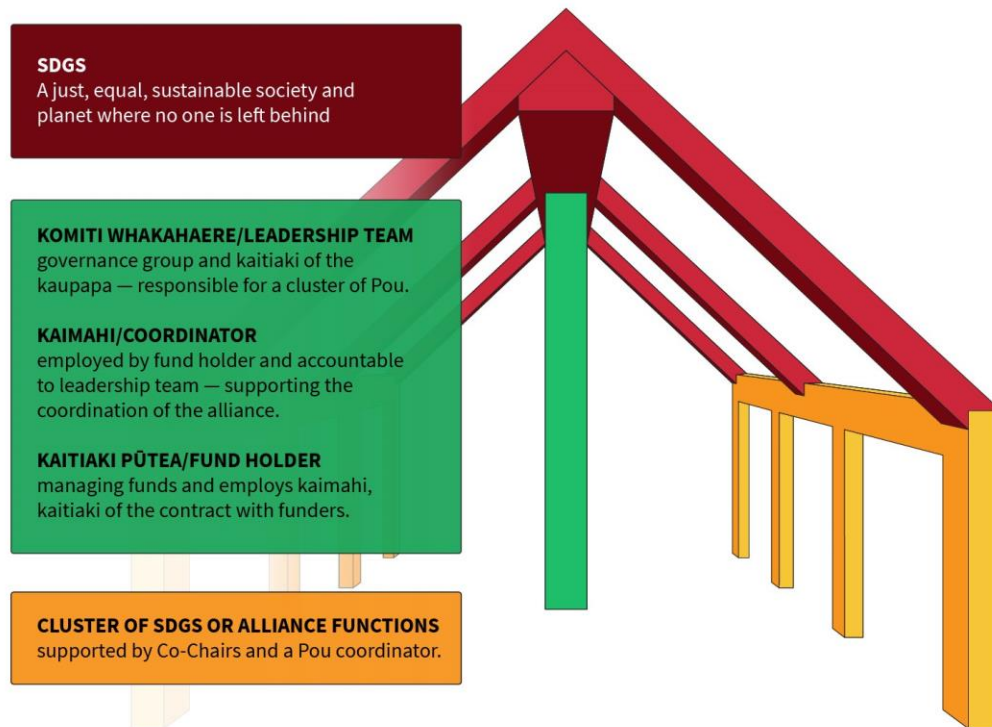 SDGS
A just, equal, sustainable society and
planet where no one is left behind
KOMITI WHAKAHAERE/LEADERSHIP TEAM
governance group and kaitiaki of the
kaupapa — responsible for a cluster of Pou.
KAIMAHI/COORDINATOR
employed by fund holder and accountable
to leadership team — supporting the
coordination of the alliance.
KAITIAKI PŪTEA/FUND HOLDER
managing funds and employs kaimahi,
kaitiaki of the contract with funders.
CLUSTER OF SDGS OR ALLIANCE FUNCTIONS
supported by Co-Chairs and a Pou coordinator.